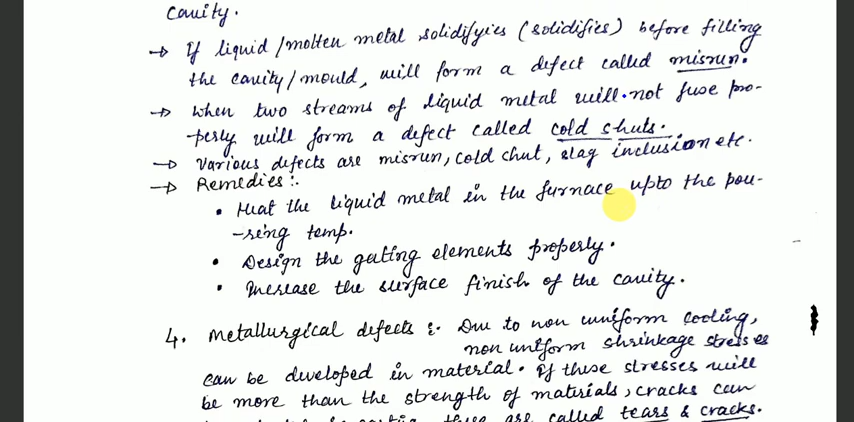 cavity.
→ If liquid/molten metal solidifyies (solidifies) before filling
the cavity/mould, will form a defect called misrun.
→ When two streams of liquid metal will not fuse pro-
perly will form a defect called cold shuts.
→ Various defects are misrun, cold chut, slag inclusion etc.
→ Remedies :.
• Heat the liquid metal in the furnace upto the pou-
-ring temp.
• Design the gating elements properly.
• Increase the surface finish of the cavity.
4. Metallurgical defects :. Due to non uniform cooling,
non uniform shrinkage stresses
can be developed in material. If these stresses will
be more than the strength of materials, cracks can
are called tears & cracks.